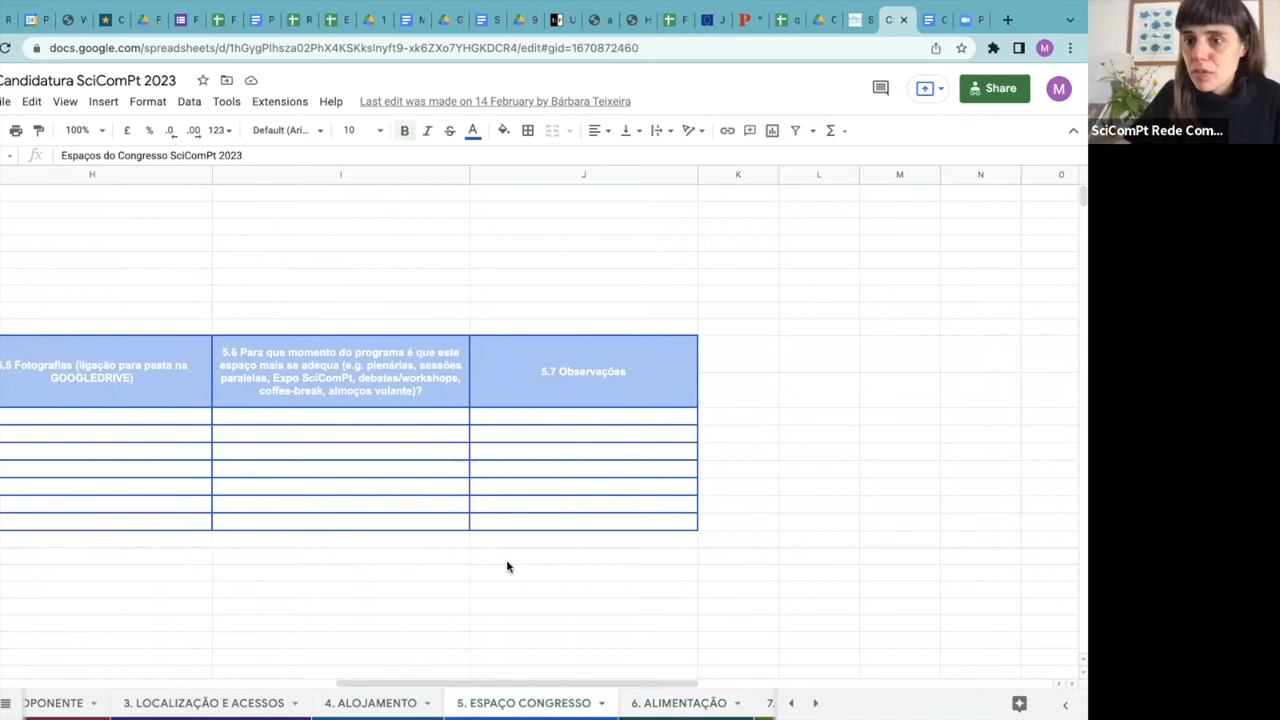 docs.google.com/spreadsheets/d/1hGygPIhsza02PhX4KSKkslnyft9-xk6ZXo7YHGKDCR4/edit#gid=1670872460
M
Candidatura SciComPt 2023
ile Edit View Insert Format Data Tools Extensions Help Last edit was made on 14 February by Bárbara Teixeira
Share
M
SciComPt Rede Com...
100% £ % .0 .00 123 Default (Ari... 10 B I S A Σ
fx Espaços do Congresso SciComPt 2023
H I J K L M N O
5.5 Fotografias (ligação para pasta na
GOOGLEDRIVE)
5.6 Para que momento do programa é que este
espaço mais se adequa (e.g. plenárias, sessões
paralelas, Expo SciComPt, debates/workshops,
coffee-break, almoços volante)?
5.7 Observações
OPONENTE 3. LOCALIZAÇÃO E ACESSOS 4. ALOJAMENTO 5. ESPAÇO CONGRESSO 6. ALIMENTAÇÃO 7.